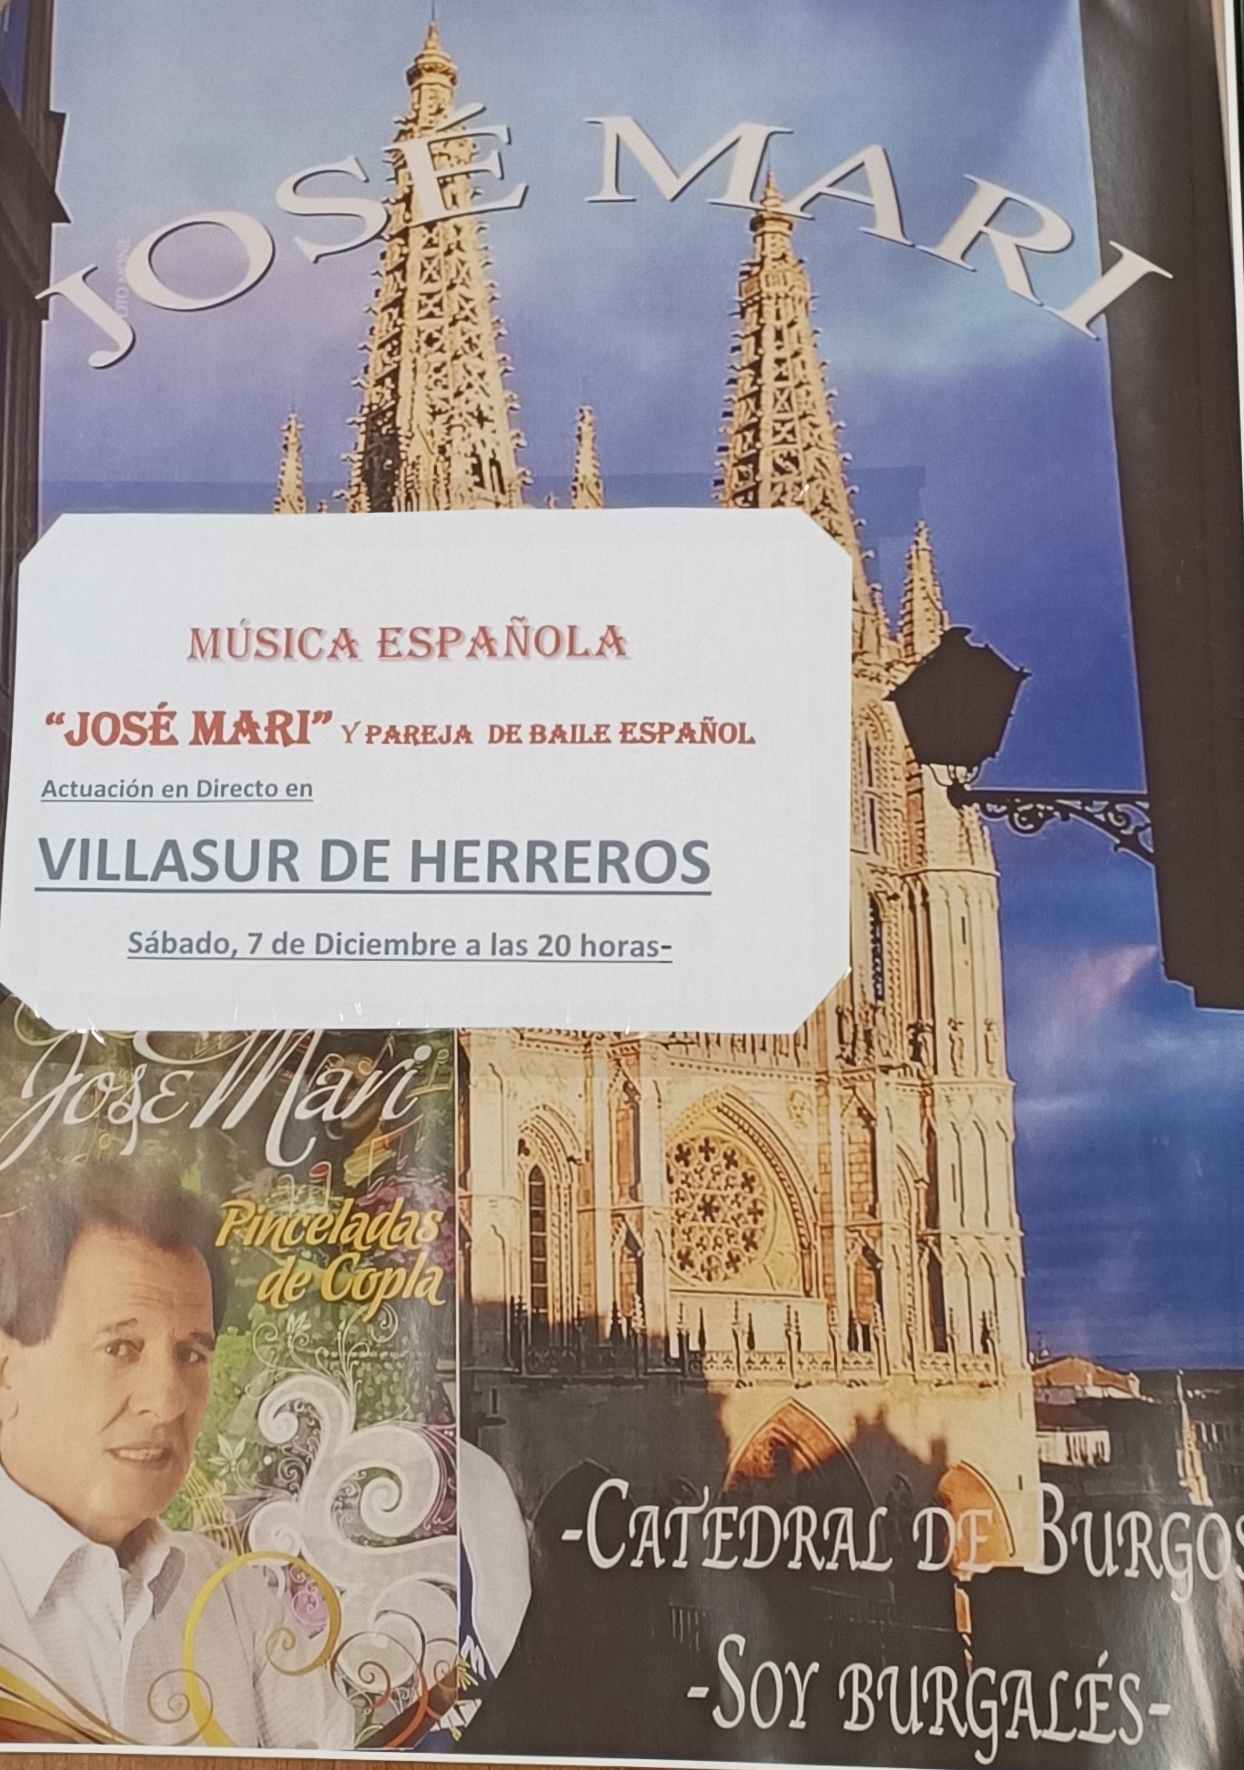 JOSÉ MARI
MÚSICA ESPAÑOLA
“JOSÉ MARI” Y PAREJA DE BAILE ESPAÑOL
Actuación en Directo en
VILLASUR DE HERREROS
Sábado, 7 de Diciembre a las 20 horas-
Jose Mari
Pinceladas
de Copla
-CATEDRAL DE BURGOS
-SOY BURGALÉS-